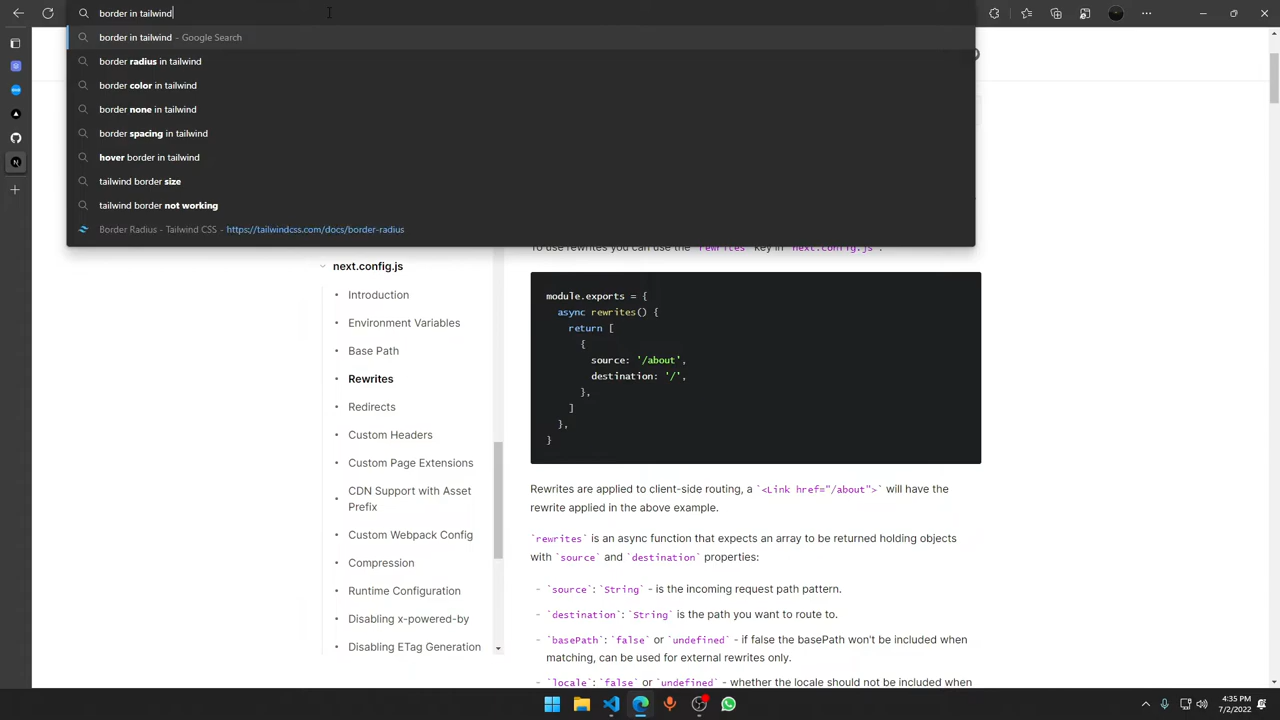 border in tailwind
border in tailwind - Google Search
border radius in tailwind
border color in tailwind
border none in tailwind
border spacing in tailwind
hover border in tailwind
tailwind border size
tailwind border not working
Border Radius - Tailwind CSS - https://tailwindcss.com/docs/border-radius
To use rewrites you can use the `rewrites` key in `next.config.js`:
next.config.js
Introduction
Environment Variables
Base Path
Rewrites
Redirects
Custom Headers
Custom Page Extensions
CDN Support with Asset
Prefix
Custom Webpack Config
Compression
Runtime Configuration
Disabling x-powered-by
Disabling ETag Generation
module.exports = {
async rewrites() {
return [
{
source: '/about',
destination: '/',
},
]
},
}
Rewrites are applied to client-side routing, a `<Link href="/about">` will have the
rewrite applied in the above example.
`rewrites` is an async function that expects an array to be returned holding objects
with `source` and `destination` properties:
- `source`: `String` - is the incoming request path pattern.
- `destination`: `String` is the path you want to route to.
- `basePath`: `false` or `undefined` - if false the basePath won't be included when
matching, can be used for external rewrites only.
- `locale`: `false` or `undefined` - whether the locale should not be included when
4:35 PM
7/2/2022